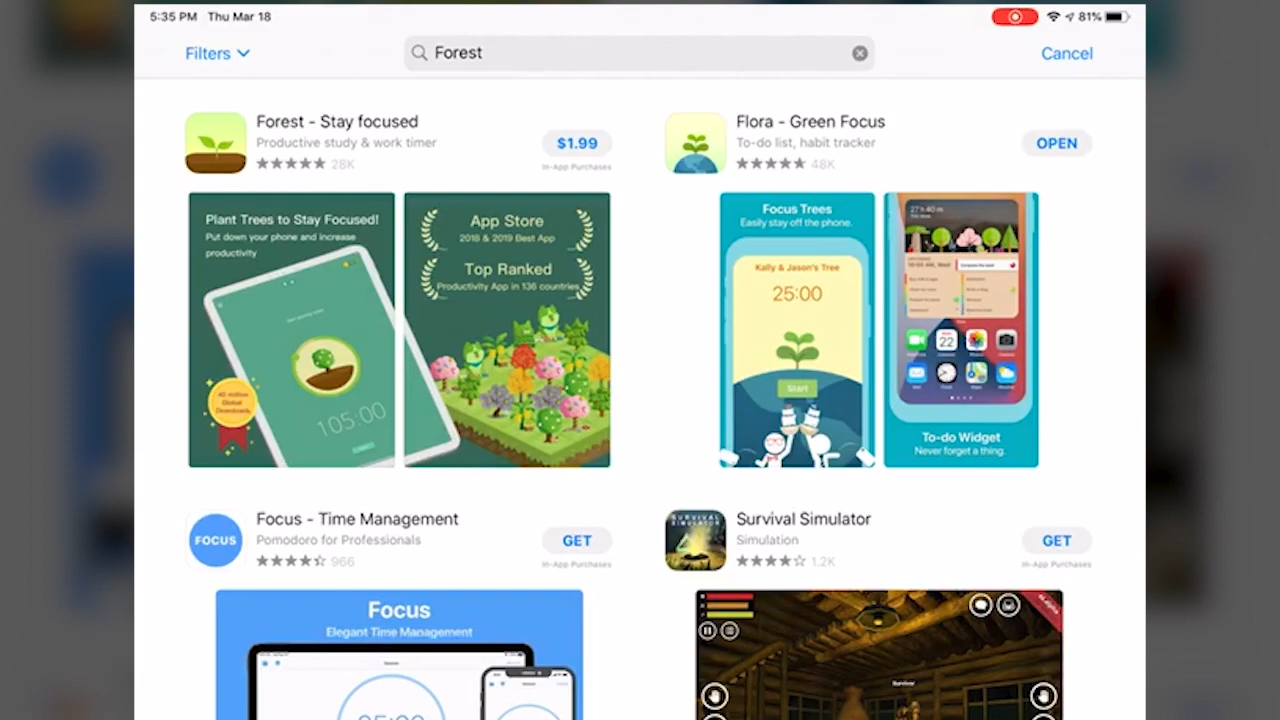 5:35 PM Thu Mar 18
81%
Filters
Forest
Cancel
Forest - Stay focused
Productive study & work timer
28K
$1.99
In-App Purchases
Flora - Green Focus
To-do list, habit tracker
48K
OPEN
Plant Trees to Stay Focused!
Put down your phone and increase
productivity
105:00
App Store
2018 & 2019 Best App
Top Ranked
Productivity App in 136 countries
Focus Trees
Easily stay off the phone.
Kally & Jason's Tree
25:00
Start
22
To-do Widget
Never forget a thing.
FOCUS
Focus - Time Management
Pomodoro for Professionals
966
GET
In-App Purchases
SURVIVAL
SIMULATOR
Survival Simulator
Simulation
1.2K
GET
In-App Purchases
Focus
Elegant Time Management
Survivor